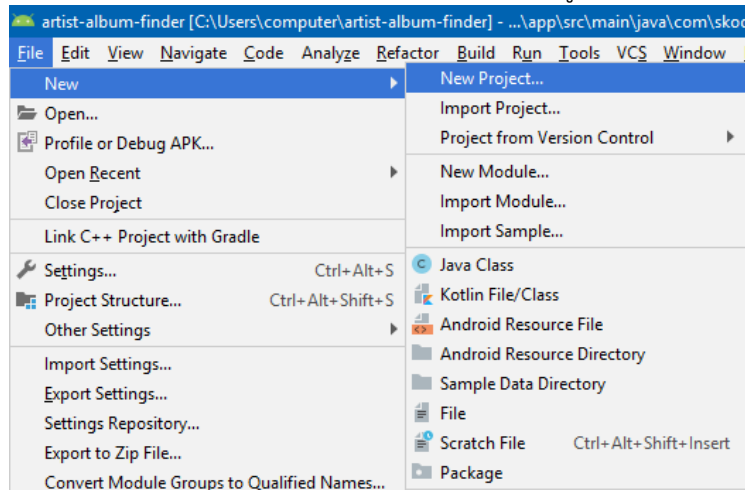 artist-album-finder [C:\Users\computer\artist-album-finder] - ...\app\src\main\java\com\skoo
File Edit View Navigate Code Analyze Refactor Build Run Tools VCS Window
New
Open...
Profile or Debug APK...
Open Recent
Close Project
Link C++ Project with Gradle
Settings... Ctrl+Alt+S
Project Structure... Ctrl+Alt+Shift+S
Other Settings
Import Settings...
Export Settings...
Settings Repository...
Export to Zip File...
Convert Module Groups to Qualified Names...
New Project...
Import Project...
Project from Version Control
New Module...
Import Module...
Import Sample...
Java Class
Kotlin File/Class
Android Resource File
Android Resource Directory
Sample Data Directory
File
Scratch File Ctrl+Alt+Shift+Insert
Package